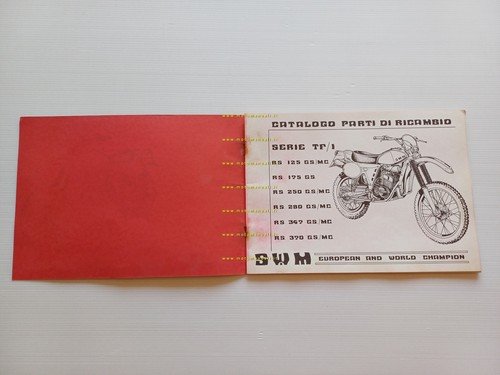 CATALOGO PARTI DI RICAMBIO
SERIE TF/1
RS 125 GS/MC
RS 175 GS
RS 250 GS/MC
RS 280 GS/MC
RS 347 GS/MC
RS 370 GS/MC
SWM EUROPEAN AND WORLD CHAMPION